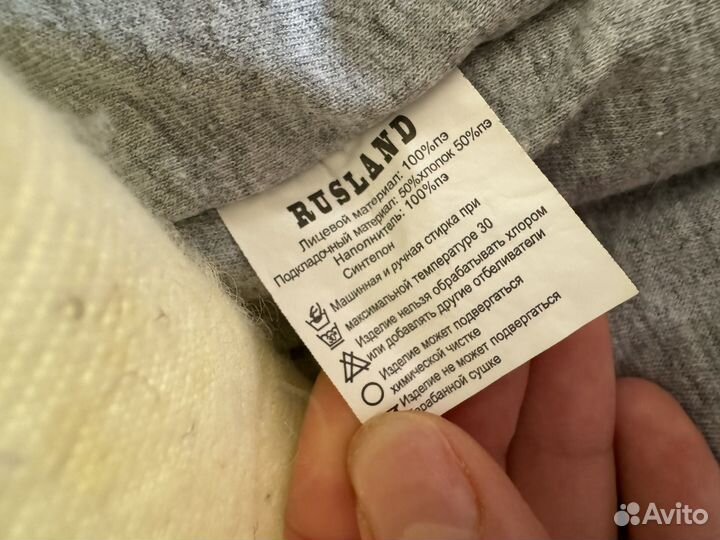 RUSLAND
Лицевой материал: 100%пэ
Подкладочный материал: 50%хлопок 50%пэ
Наполнитель: 100%пэ
Синтепон
Машинная и ручная стирка при
максимальной температуре 30
Изделие нельзя обрабатывать хлором
или добавлять другие отбеливатели
Изделие может подвергаться
химической чистке
Изделие не может подвергаться
барабанной сушке
Avito